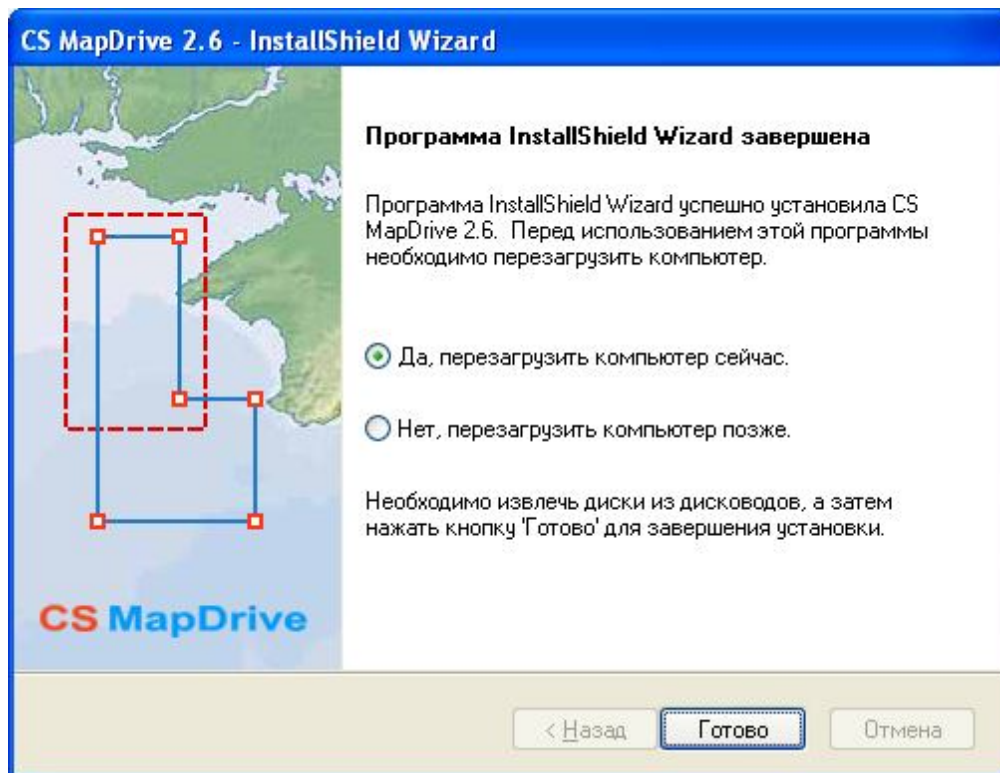 CS MapDrive 2.6 - InstallShield Wizard
Программа InstallShield Wizard завершена
Программа InstallShield Wizard успешно установила CS
MapDrive 2.6. Перед использованием этой программы
необходимо перезагрузить компьютер.
Да, перезагрузить компьютер сейчас.
Нет, перезагрузить компьютер позже.
Необходимо извлечь диски из дисководов, а затем
нажать кнопку 'Готово' для завершения установки.
CS MapDrive
< Назад Готово Отмена